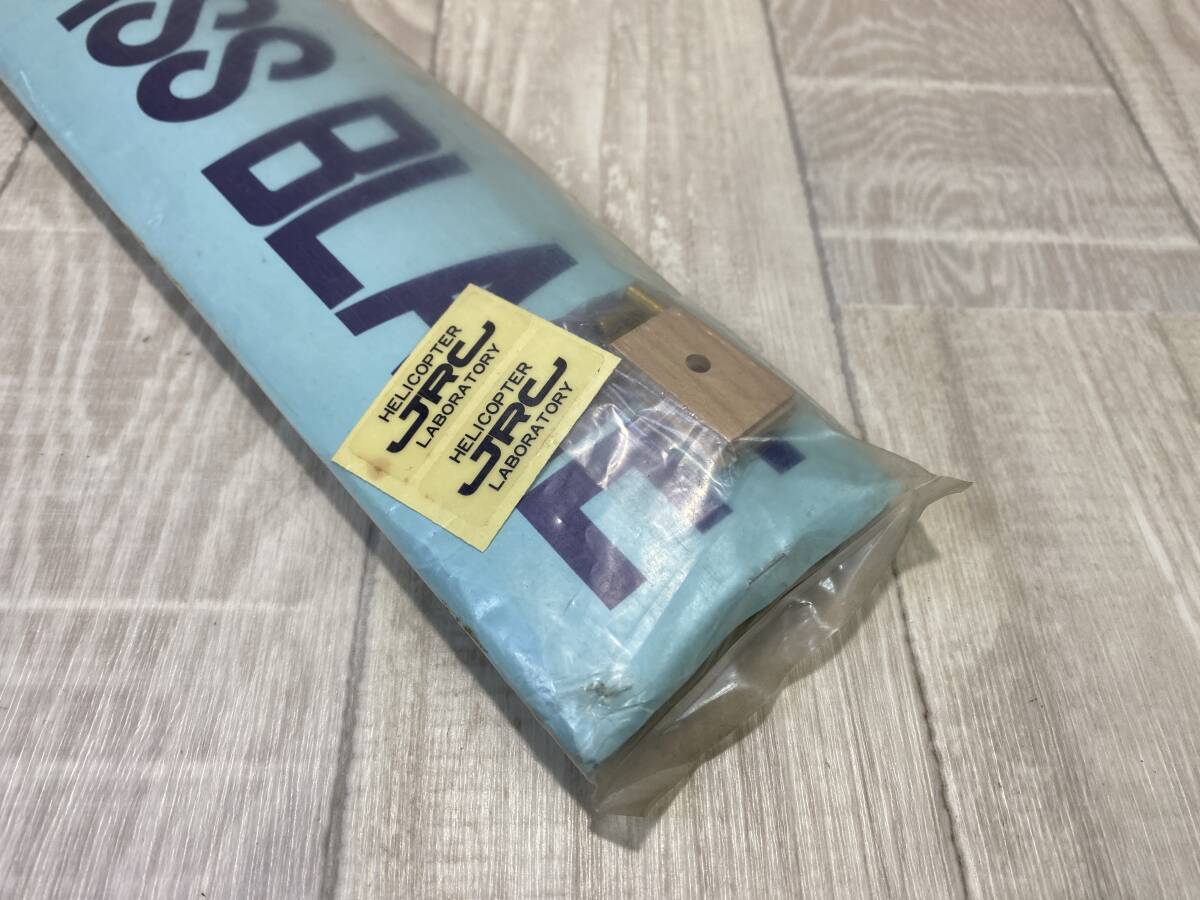 SS BLA
HELICOPTER
JRC
LABORATORY
HELICOPTER
JRC
LABORATORY